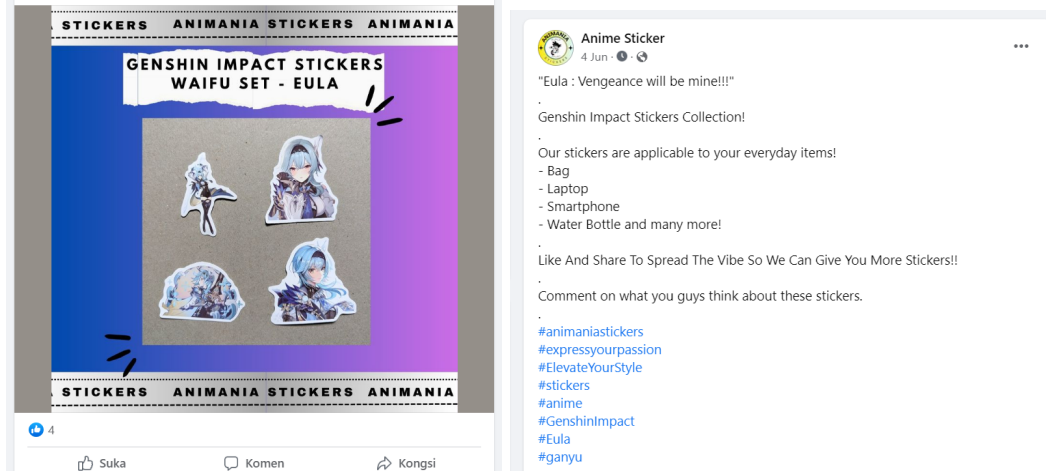 STICKERS ANIMANIA STICKERS ANIMANIA
GENSHIN IMPACT STICKERS
WAIFU SET - EULA
STICKERS ANIMANIA STICKERS ANIMANIA
4
Suka Komen Kongsi
Anime Sticker
4 Jun
"Eula : Vengeance will be mine!!!"
.
Genshin Impact Stickers Collection!
.
Our stickers are applicable to your everyday items!
- Bag
- Laptop
- Smartphone
- Water Bottle and many more!
.
Like And Share To Spread The Vibe So We Can Give You More Stickers!!
.
Comment on what you guys think about these stickers.
.
#animaniastickers
#expressyourpassion
#ElevateYourStyle
#stickers
#anime
#GenshinImpact
#Eula
#ganyu